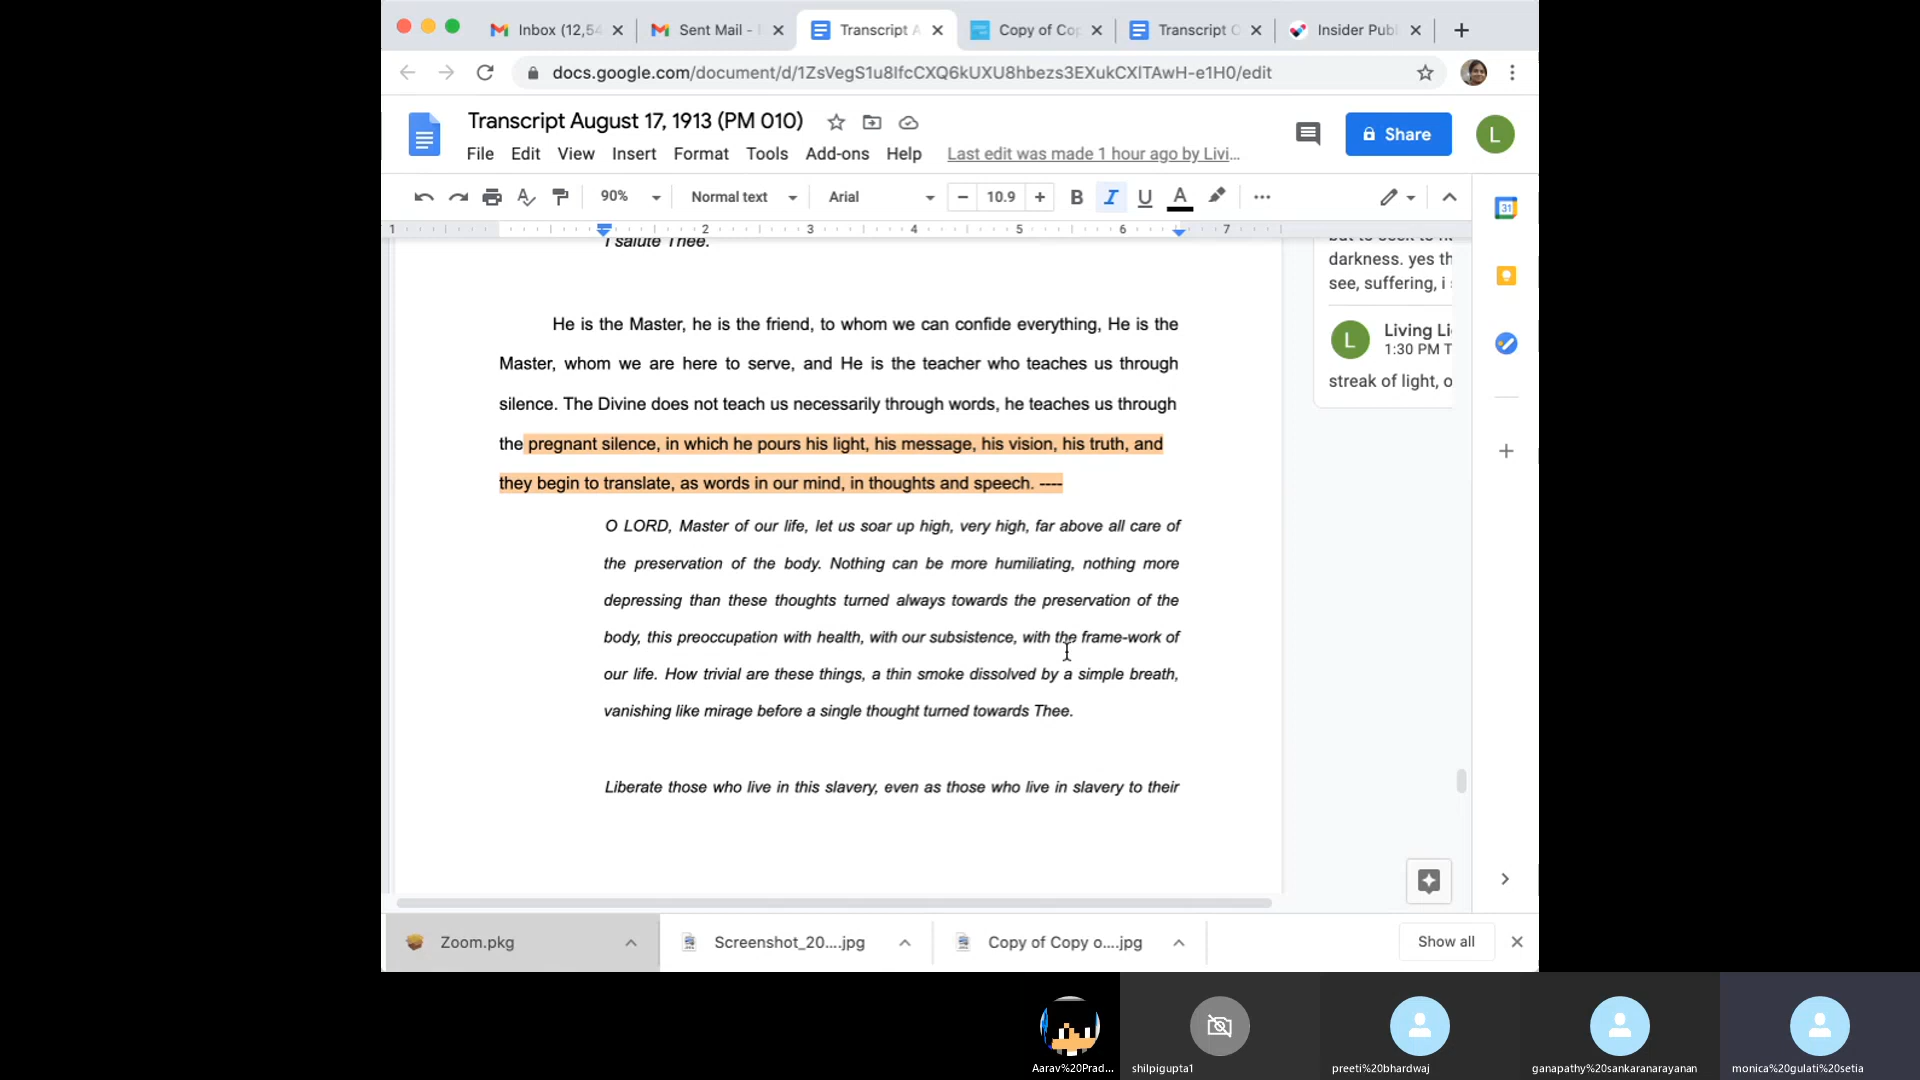 Inbox (12,54
Sent Mail -
Transcript A
Copy of Cop
Transcript C
Insider Publ
docs.google.com/document/d/1ZsVegS1u8lfcCXQ6kUXU8hbezs3EXukCXlTAwH-e1H0/edit
Transcript August 17, 1913 (PM 010)
Share
L
File Edit View Insert Format Tools Add-ons Help Last edit was made 1 hour ago by Livi...
90% Normal text Arial 10.9 B I U A
1 2 3 4 5 6 7
31
I salute Thee.
He is the Master, he is the friend, to whom we can confide everything, He is the
Master, whom we are here to serve, and He is the teacher who teaches us through
silence. The Divine does not teach us necessarily through words, he teaches us through
the pregnant silence, in which he pours his light, his message, his vision, his truth, and
they begin to translate, as words in our mind, in thoughts and speech. ----
O LORD, Master of our life, let us soar up high, very high, far above all care of
the preservation of the body. Nothing can be more humiliating, nothing more
depressing than these thoughts turned always towards the preservation of the
body, this preoccupation with health, with our subsistence, with the frame-work of
our life. How trivial are these things, a thin smoke dissolved by a simple breath,
vanishing like mirage before a single thought turned towards Thee.
Liberate those who live in this slavery, even as those who live in slavery to their
darkness. yes th
see, suffering, i
L
Living Li
1:30 PM T
streak of light, o
Zoom.pkg
Screenshot_20....jpg
Copy of Copy o....jpg
Show all
Aarav%20Prad...
shilpigupta1
preeti%20bhardwaj
ganapathy%20sankaranarayanan
monica%20gulati%20setia